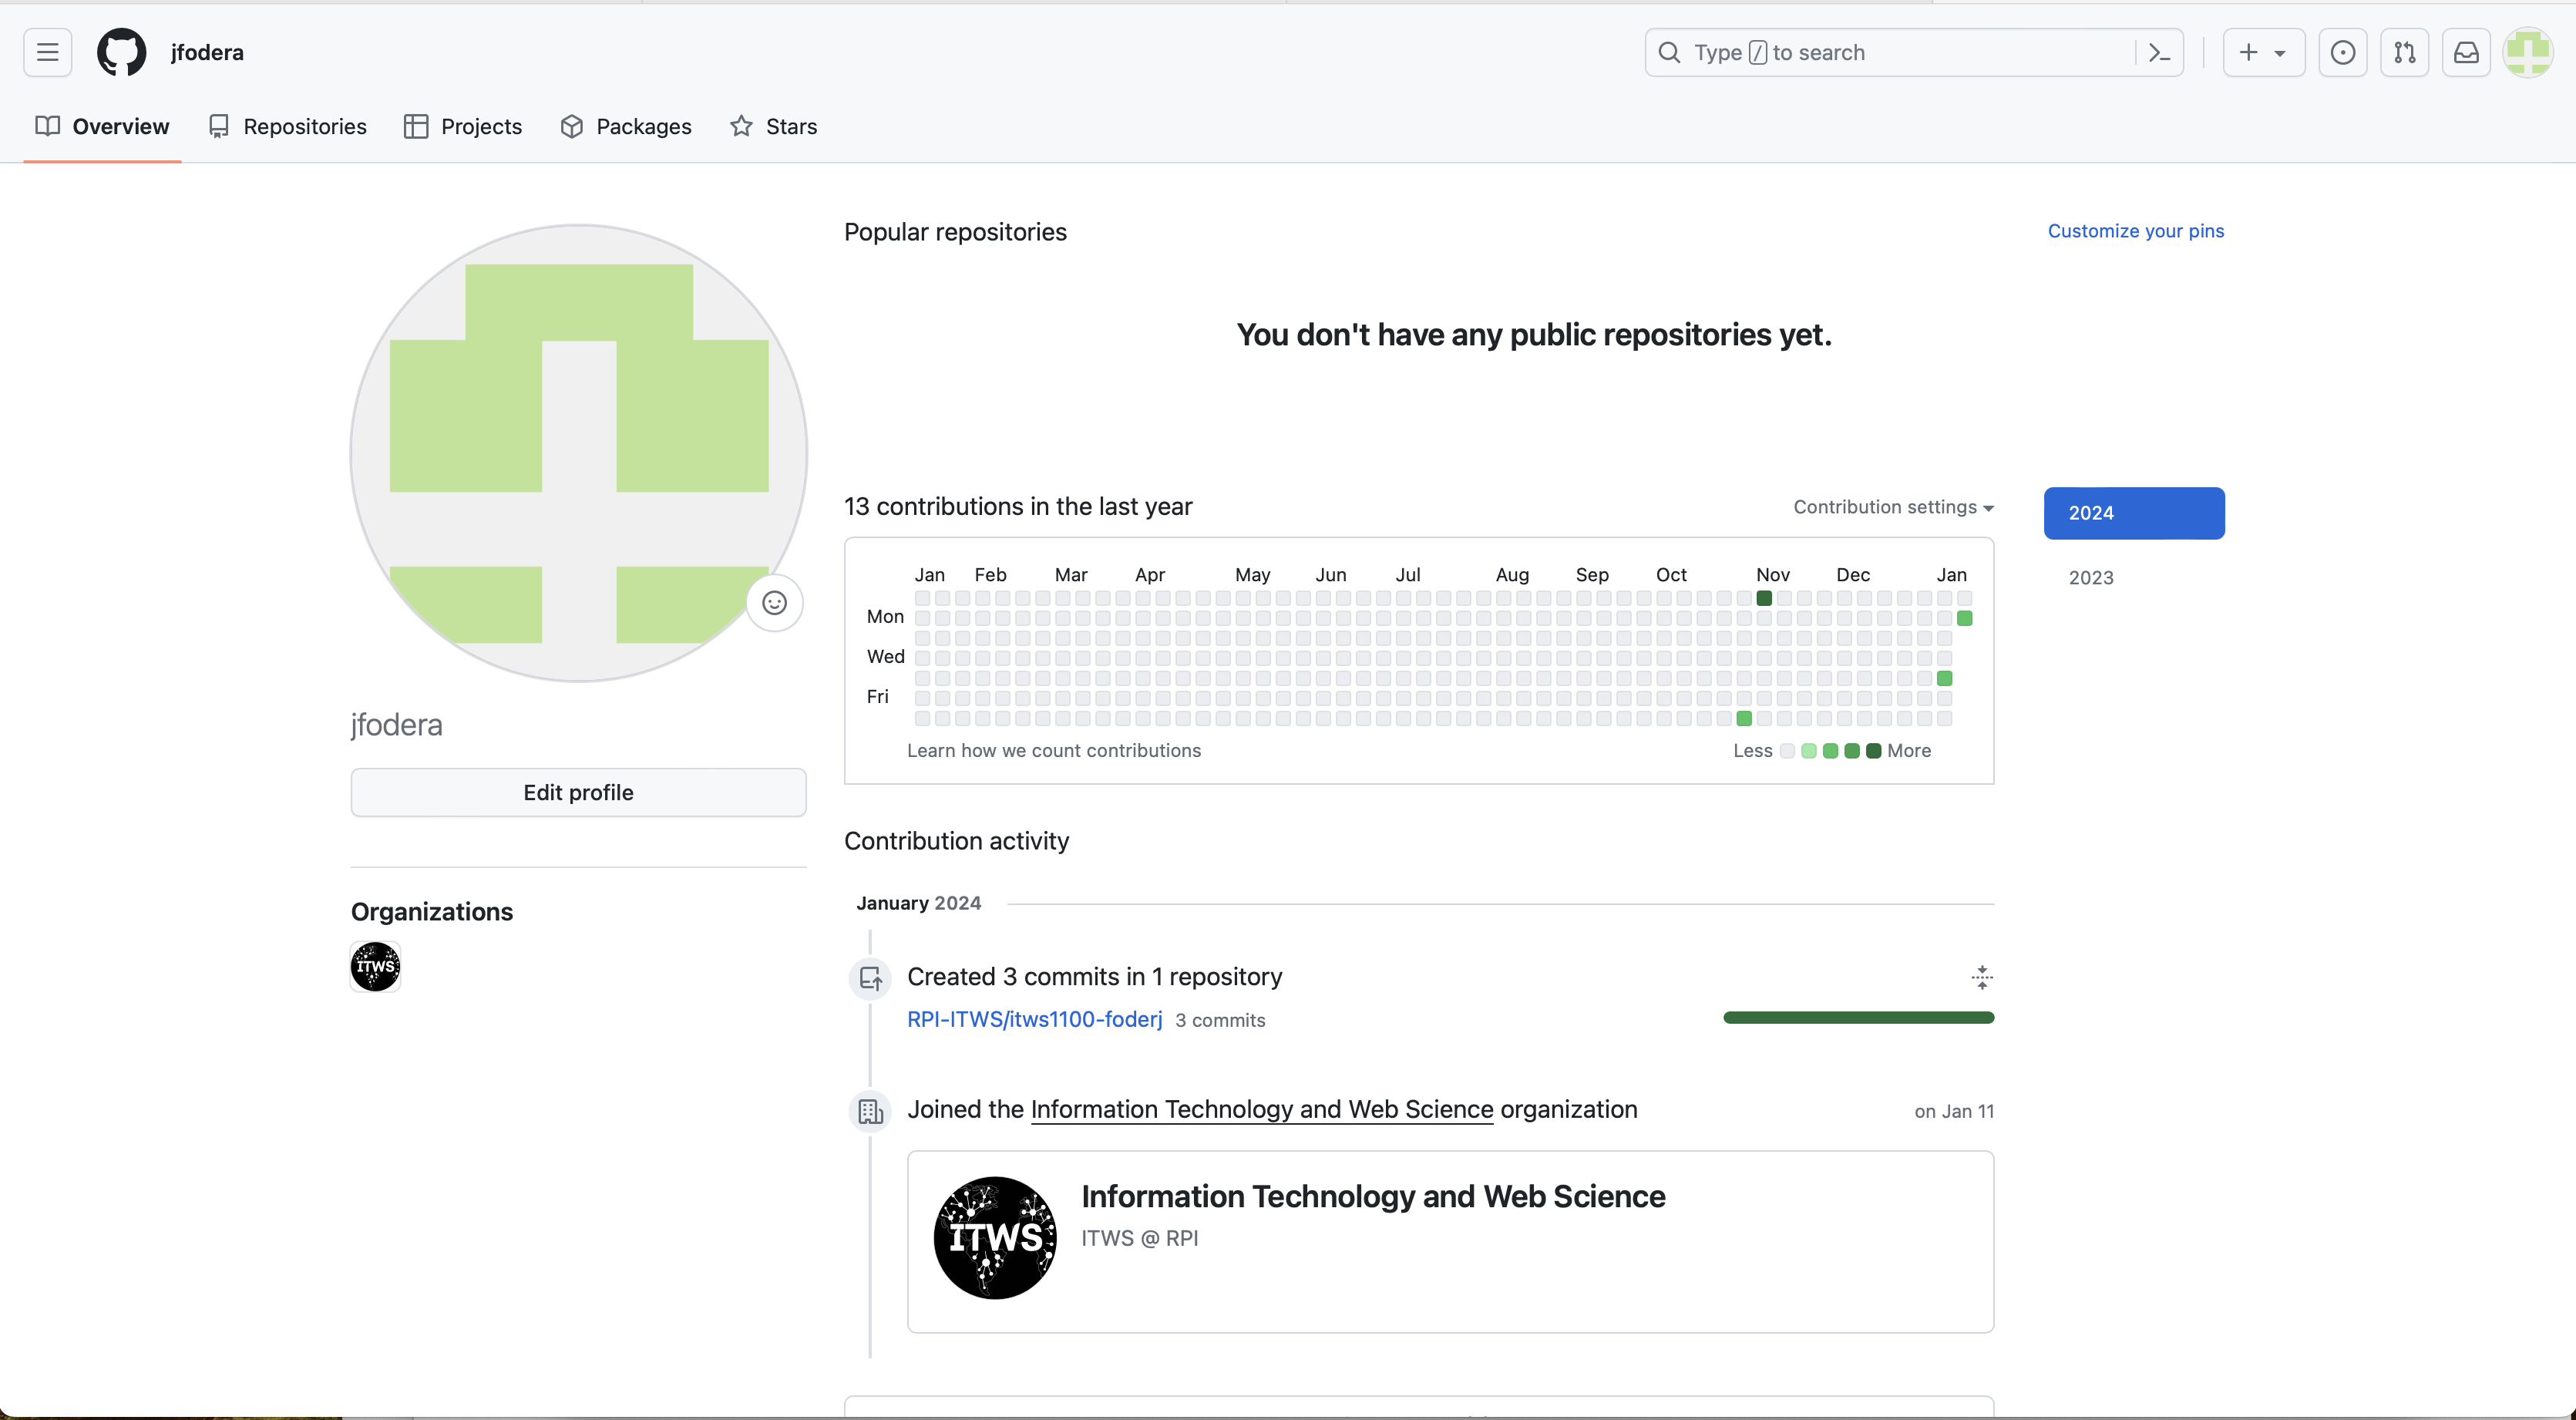 jfodera
Type / to search
Overview
Repositories
Projects
Packages
Stars
Popular repositories
Customize your pins
You don't have any public repositories yet.
13 contributions in the last year
Contribution settings
2024
2023
Jan Feb Mar Apr May Jun Jul Aug Sep Oct Nov Dec Jan
Mon
Wed
Fri
Learn how we count contributions
Less
More
jfodera
Edit profile
Organizations
ITWS
Contribution activity
January 2024
Created 3 commits in 1 repository
RPI-ITWS/itws1100-foderj 3 commits
Joined the Information Technology and Web Science organization
on Jan 11
ITWS
Information Technology and Web Science
ITWS @ RPI